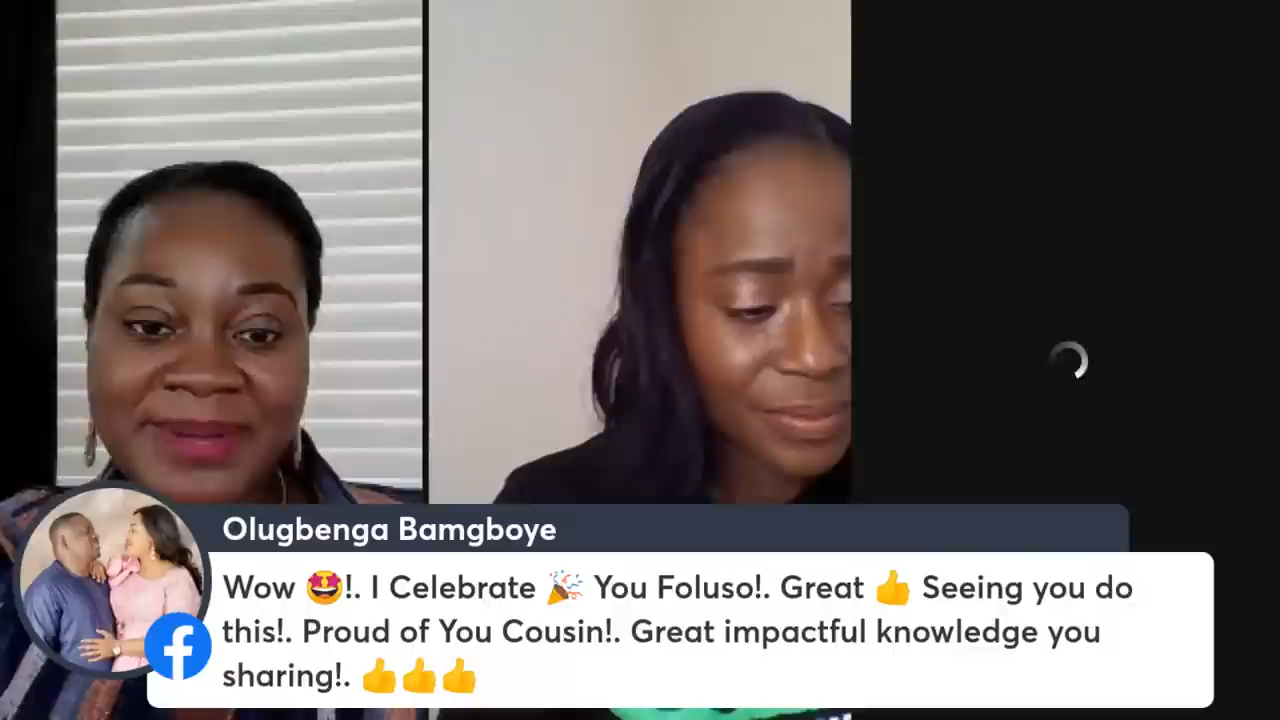 Olugbenga Bamgboye
Wow 🤩!. I Celebrate 🎉 You Foluso!. Great 👍 Seeing you do
this!. Proud of You Cousin!. Great impactful knowledge you
sharing!. 👍👍👍